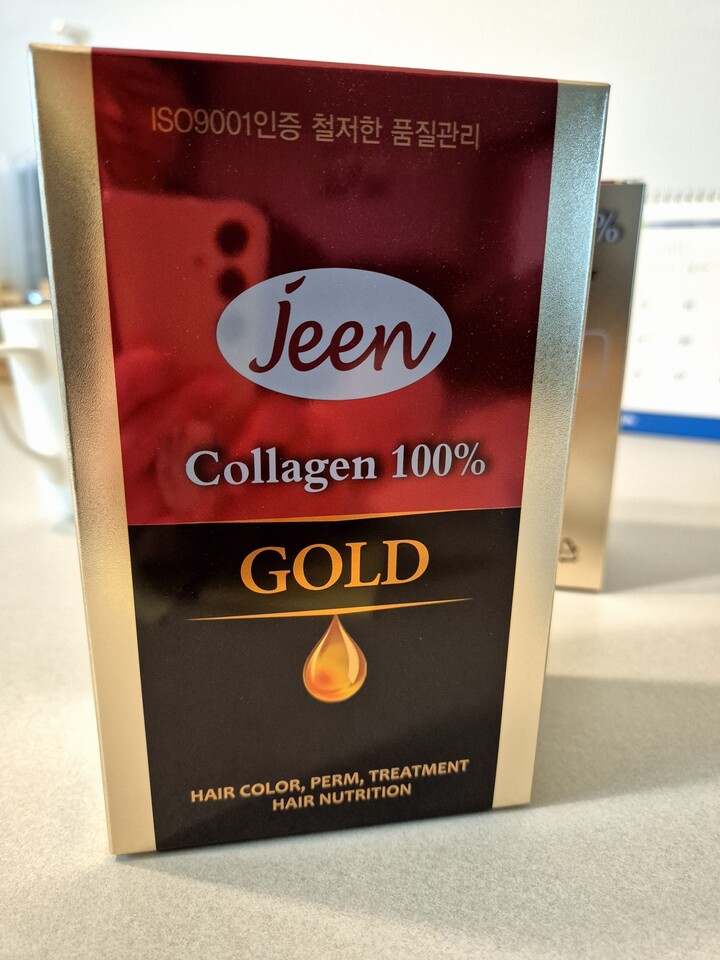 ISO9001인증 철저한 품질관리
Jeen
Collagen 100%
GOLD
HAIR COLOR, PERM, TREATMENT
HAIR NUTRITION
%